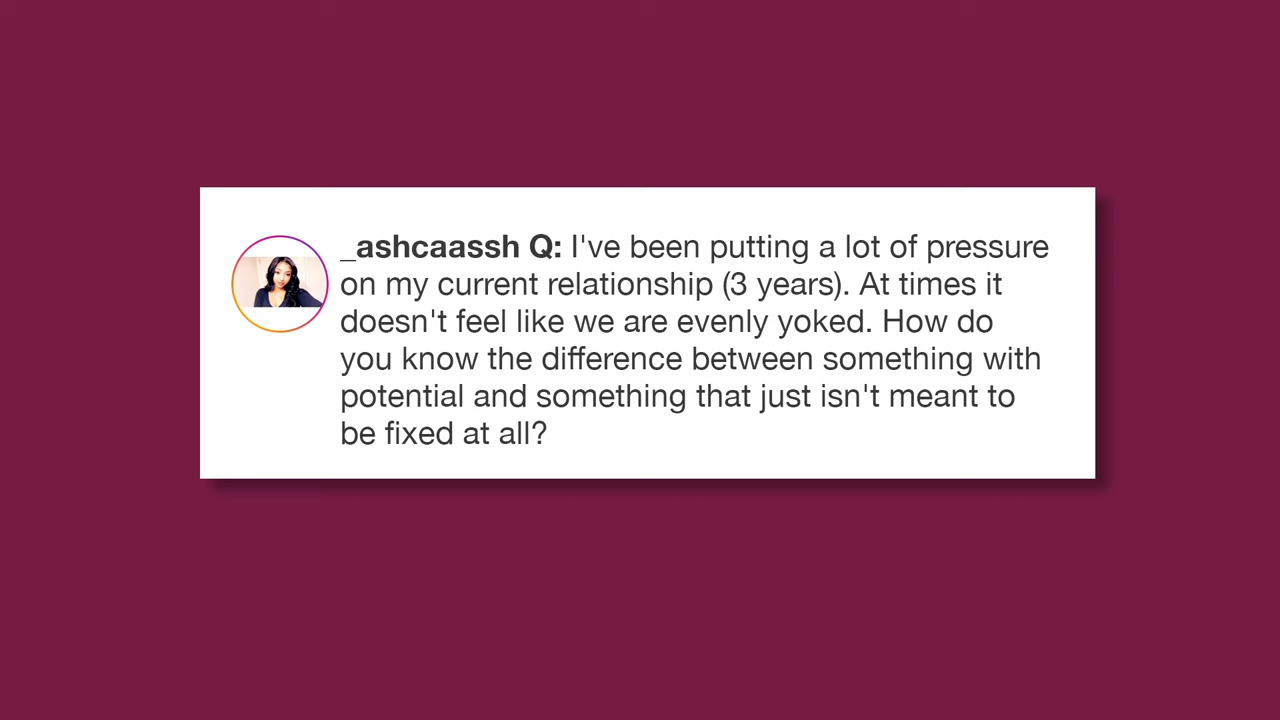 _ashcaassh Q: I've been putting a lot of pressure
on my current relationship (3 years). At times it
doesn't feel like we are evenly yoked. How do
you know the difference between something with
potential and something that just isn't meant to
be fixed at all?